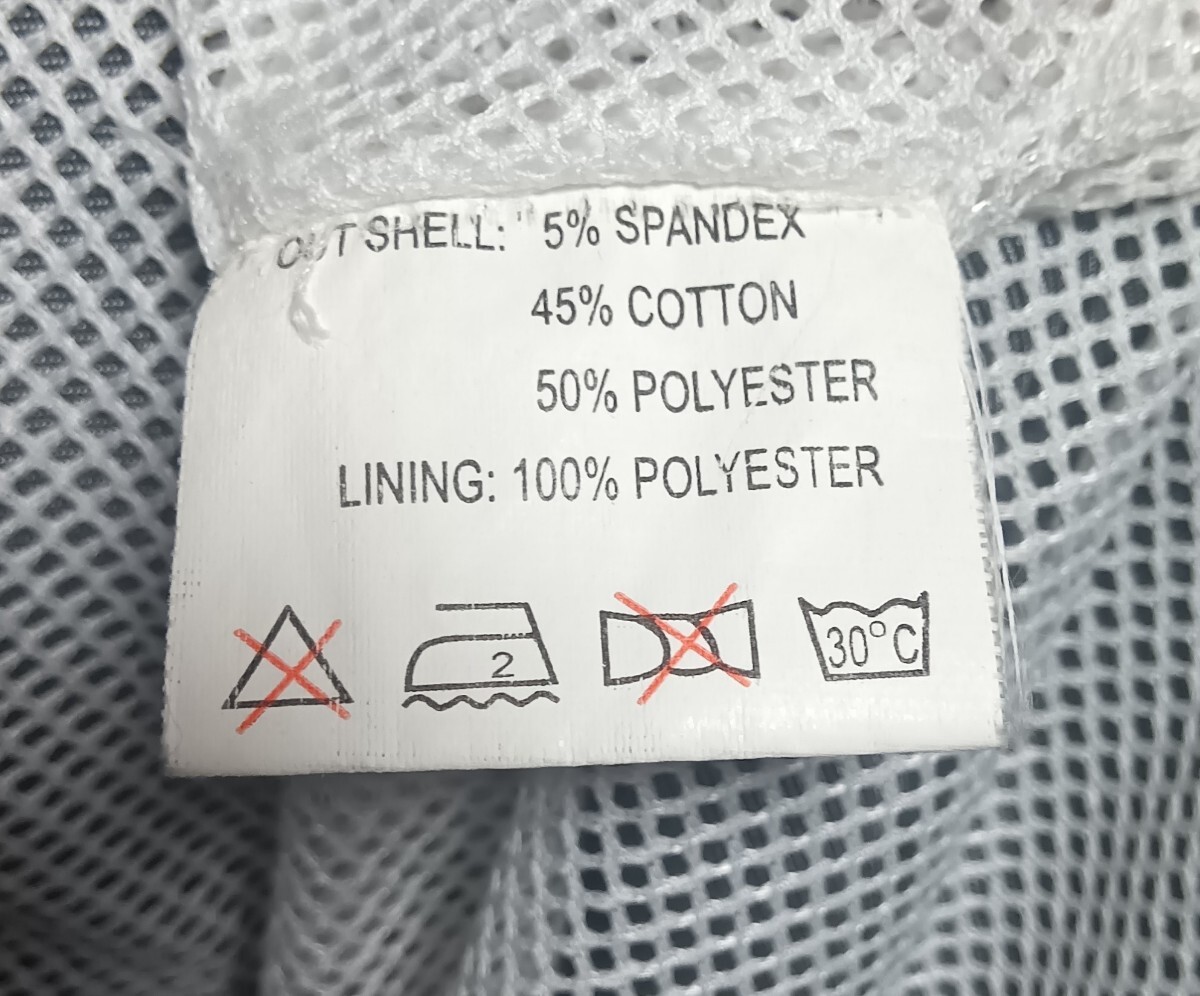 OUT SHELL: 5% SPANDEX
45% COTTON
50% POLYESTER
LINING: 100% POLYESTER
2
30°C